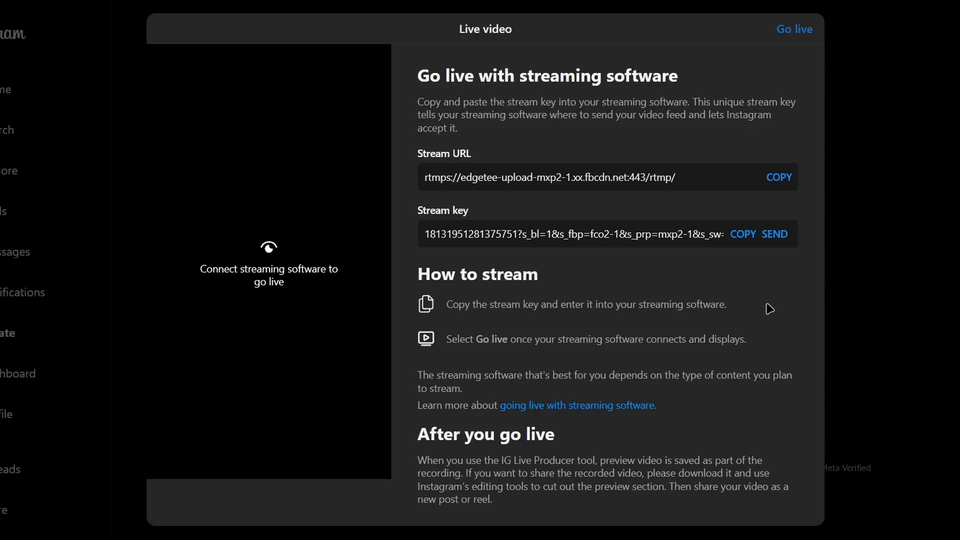 Live video
Go live
Go live with streaming software
Copy and paste the stream key into your streaming software. This unique stream key
tells your streaming software where to send your video feed and lets Instagram
accept it.
Stream URL
rtmps://edgetee-upload-mxp2-1.xx.fbcdn.net:443/rtmp/
COPY
Stream key
18131951281375751?s_bl=1&s_fbp=fco2-1&s_prp=mxp2-1&s_sw=
COPY SEND
Connect streaming software to
go live
How to stream
Copy the stream key and enter it into your streaming software.
Select Go live once your streaming software connects and displays.
The streaming software that's best for you depends on the type of content you plan
to stream.
Learn more about going live with streaming software.
After you go live
When you use the IG Live Producer tool, preview video is saved as part of the
recording. If you want to share the recorded video, please download it and use
Instagram's editing tools to cut out the preview section. Then share your video as a
new post or reel.
ram
me
rch
ore
ls
ssages
ifications
ate
hboard
file
eads
re
Meta Verified